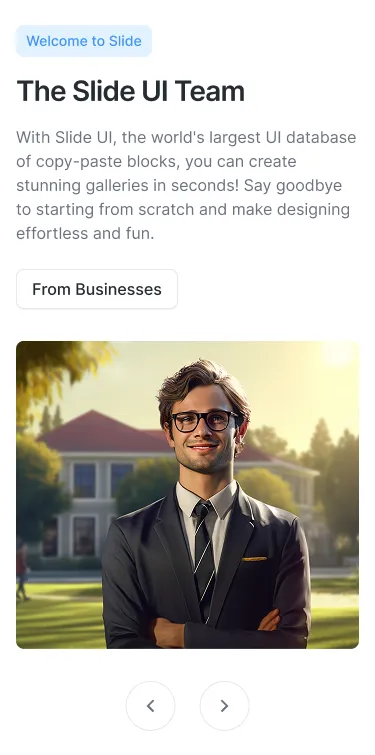 Welcome to Slide
The Slide UI Team
With Slide UI, the world's largest UI database
of copy-paste blocks, you can create
stunning galleries in seconds! Say goodbye
to starting from scratch and make designing
effortless and fun.
From Businesses